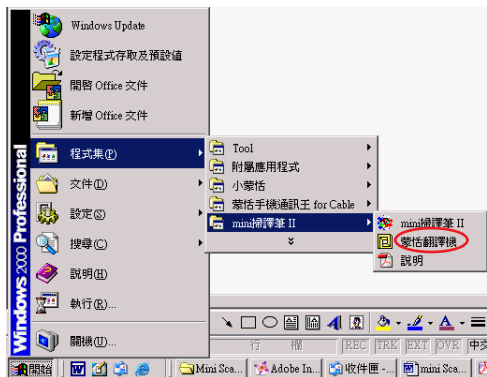 Windows Update
設定程式存取及預設值
開啟 Office 文件
新增 Office 文件
程式集(P)
文件(D)
設定(S)
搜尋(C)
說明(H)
執行(R)...
關機(U)...
Windows 2000 Professional
Tool
附屬應用程式
小蒙恬
蒙恬手機通訊王 for Cable
mini掃譯筆 II
mini掃譯筆 II
蒙恬翻譯機
說明
行 欄 REC TRK EXT OVR 中文
開始
Mini Sca...
Adobe In...
收件匣 -...
mini Sca...